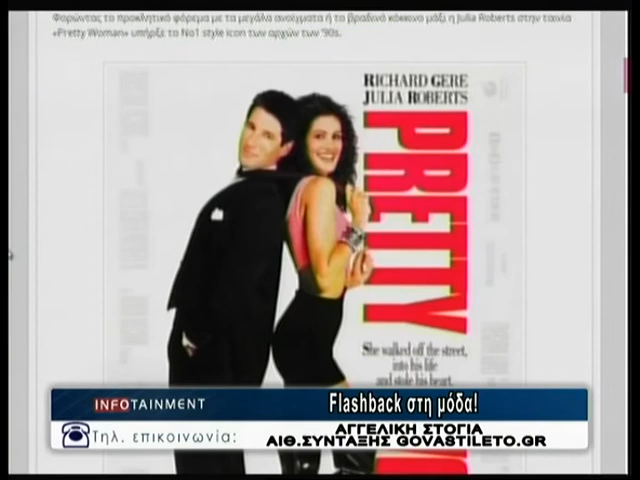 Φορώντας το προκλητικό φόρεμα με τα μεγάλα ανοίγματα ή το βραδινό κόκκινο μάξι η Julia Roberts στην ταινία
«Pretty Woman» υπήρξε το No1 style icon των αρχών των '90s.
RICHARD GERE
JULIA ROBERTS
PRETTY
She walked off the street,
into his life
and stole his heart.
INFOTAINMENT
Flashback στη μόδα!
Τηλ. επικοινωνία:
ΑΓΓΕΛΙΚΗ ΣΤΟΓΙΑ
ΑΙΘ.ΣΥΝΤΑΞΗΣ GOVASTILETO.GR